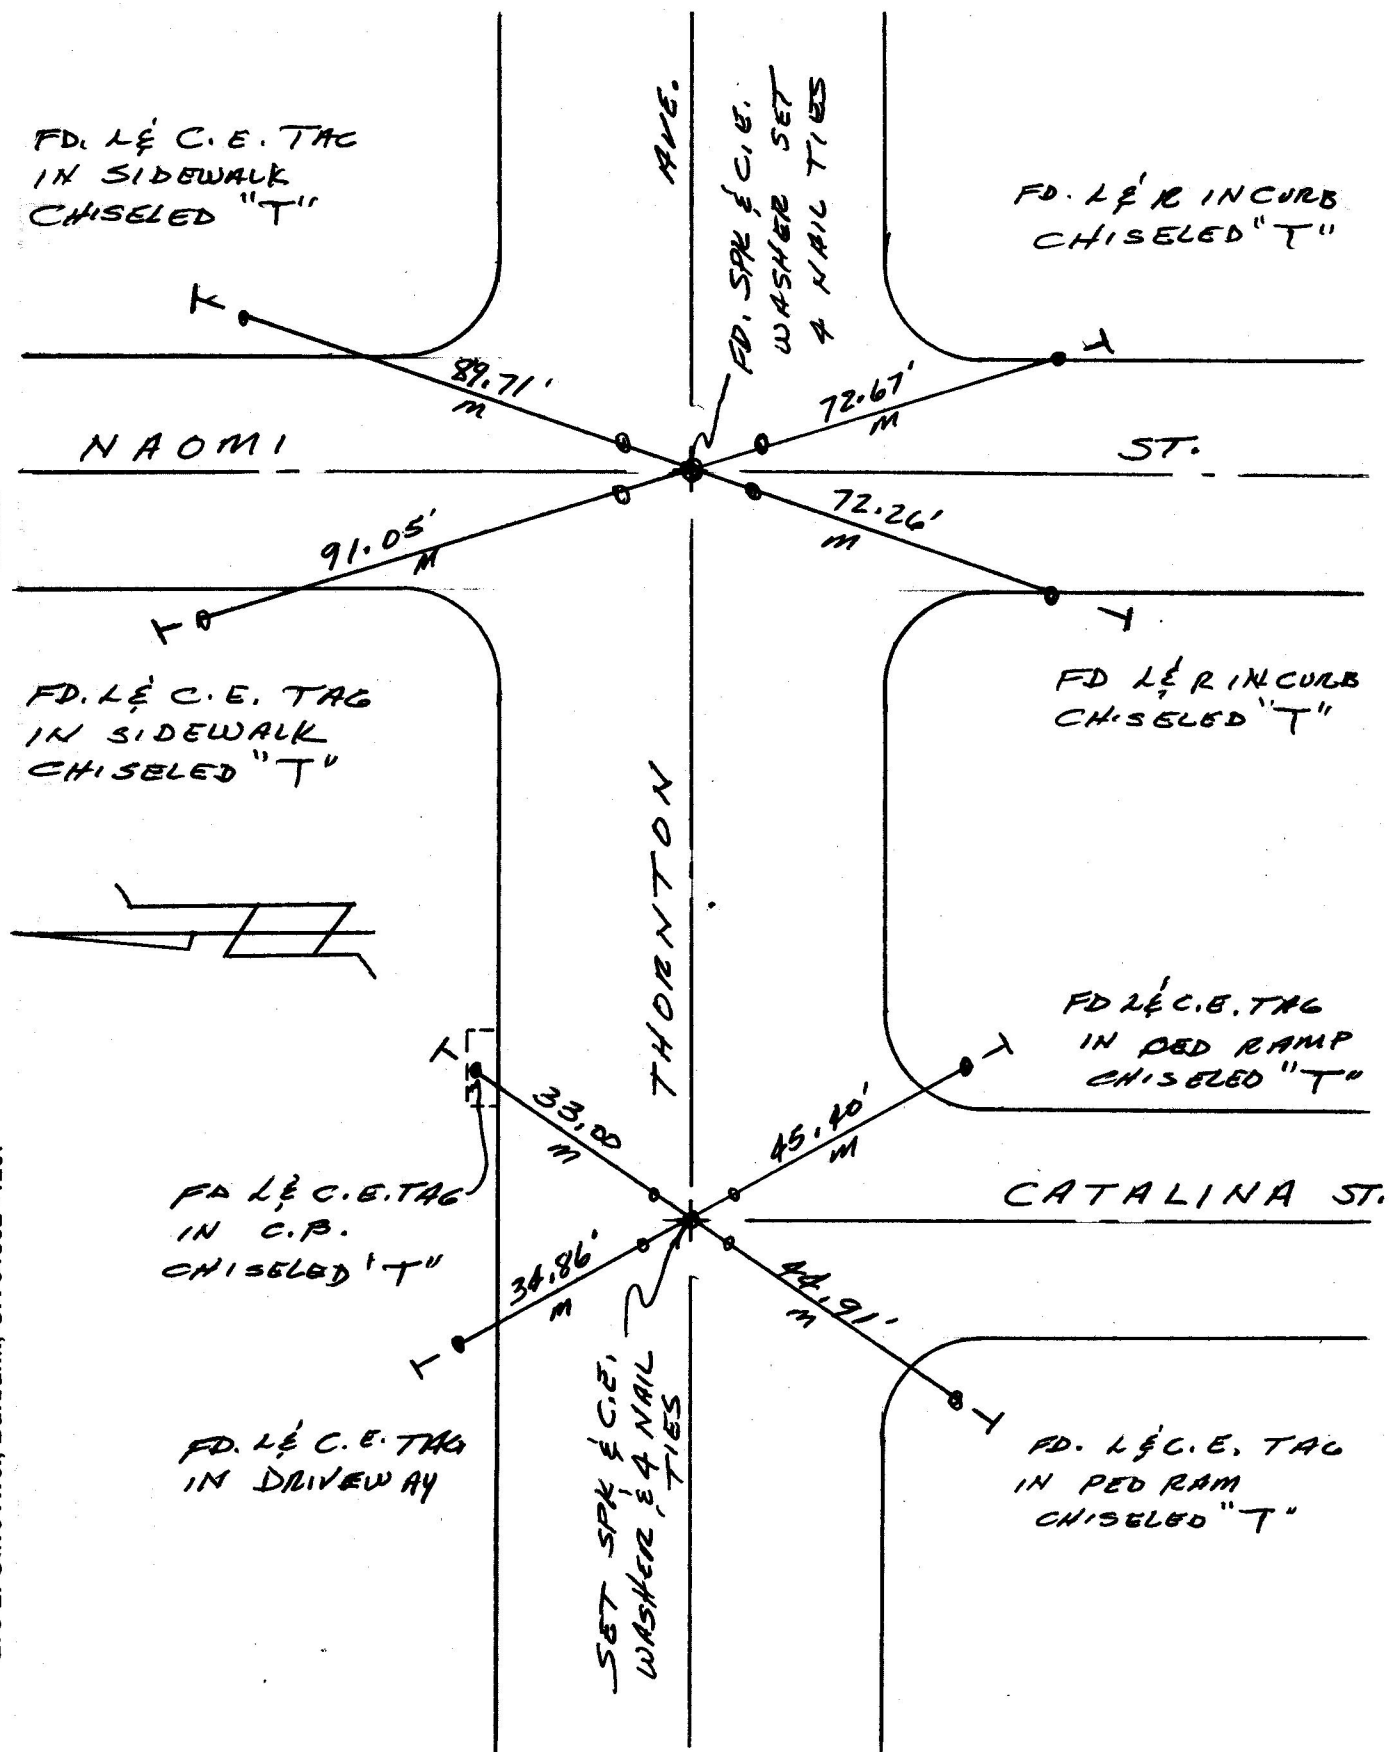 FD. L & C.E. TAG
IN SIDEWALK
CHISELED "T"
AVE.
FD. SPK & C.E.
WASHER SET
4 NAIL TIES
FD. L & R IN CURB
CHISELED "T"
T
T
89.71'
M
72.67'
M
NAOMI
ST.
91.05'
M
72.26'
M
T
T
FD. L & C.E. TAG
IN SIDEWALK
CHISELED "T"
FD L & R IN CURB
CHISELED "T"
THORNTON
FD L & C.E. TAG
IN PED RAMP
CHISELED "T"
T
T
33.00
M
45.40'
M
FD L & C.E. TAG
IN C.B.
CHISELED "T"
CATALINA ST.
34.86'
M
44.91'
M
T
T
SET SPK & C.E.
WASHER, & 4 NAIL
TIES
FD. L & C.E. TAG
IN DRIVEWAY
FD. L & C.E. TAG
IN PED RAM
CHISELED "T"